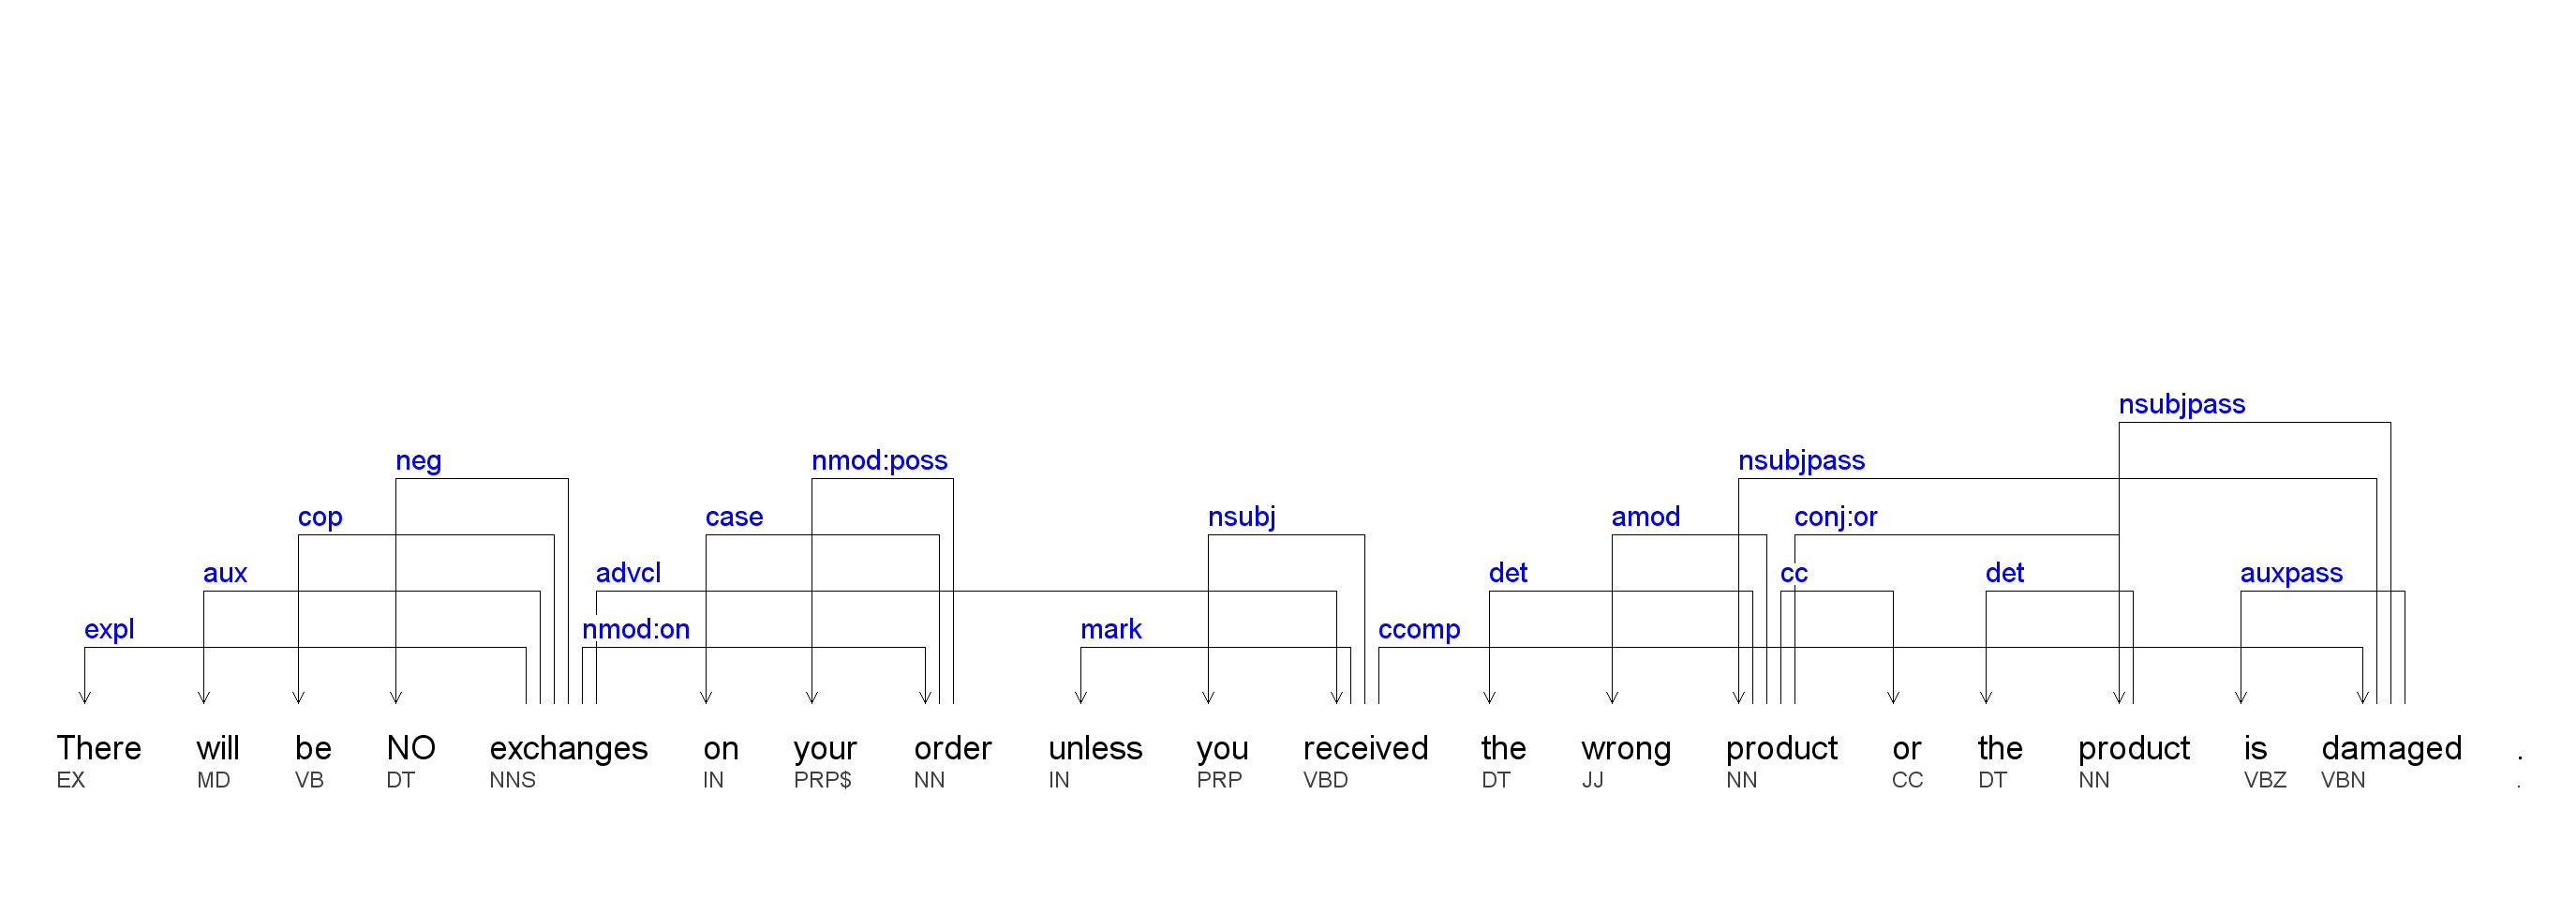 nsubjpass
neg nmod:poss nsubjpass
cop case nsubj amod conj:or
aux advcl det cc det auxpass
expl nmod:on mark ccomp
There will be NO exchanges on your order unless you received the wrong product or the product is damaged .
EX MD VB DT NNS IN PRP$ NN IN PRP VBD DT JJ NN CC DT NN VBZ VBN .